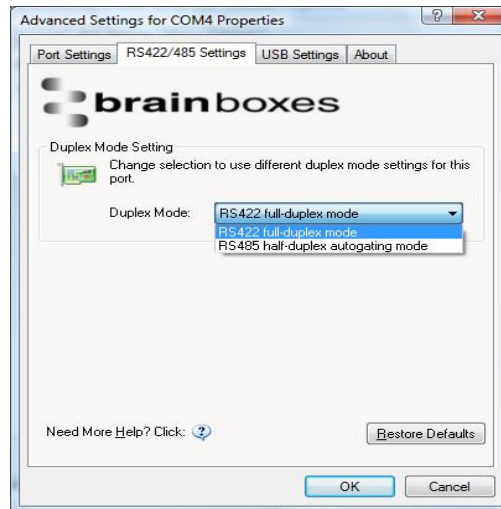 Advanced Settings for COM4 Properties
Port Settings
RS422/485 Settings
USB Settings
About
brainboxes
Duplex Mode Setting
Change selection to use different duplex mode settings for this
port.
Duplex Mode:
RS422 full-duplex mode
RS422 full-duplex mode
RS485 half-duplex autogating mode
Need More Help? Click:
Restore Defaults
OK
Cancel